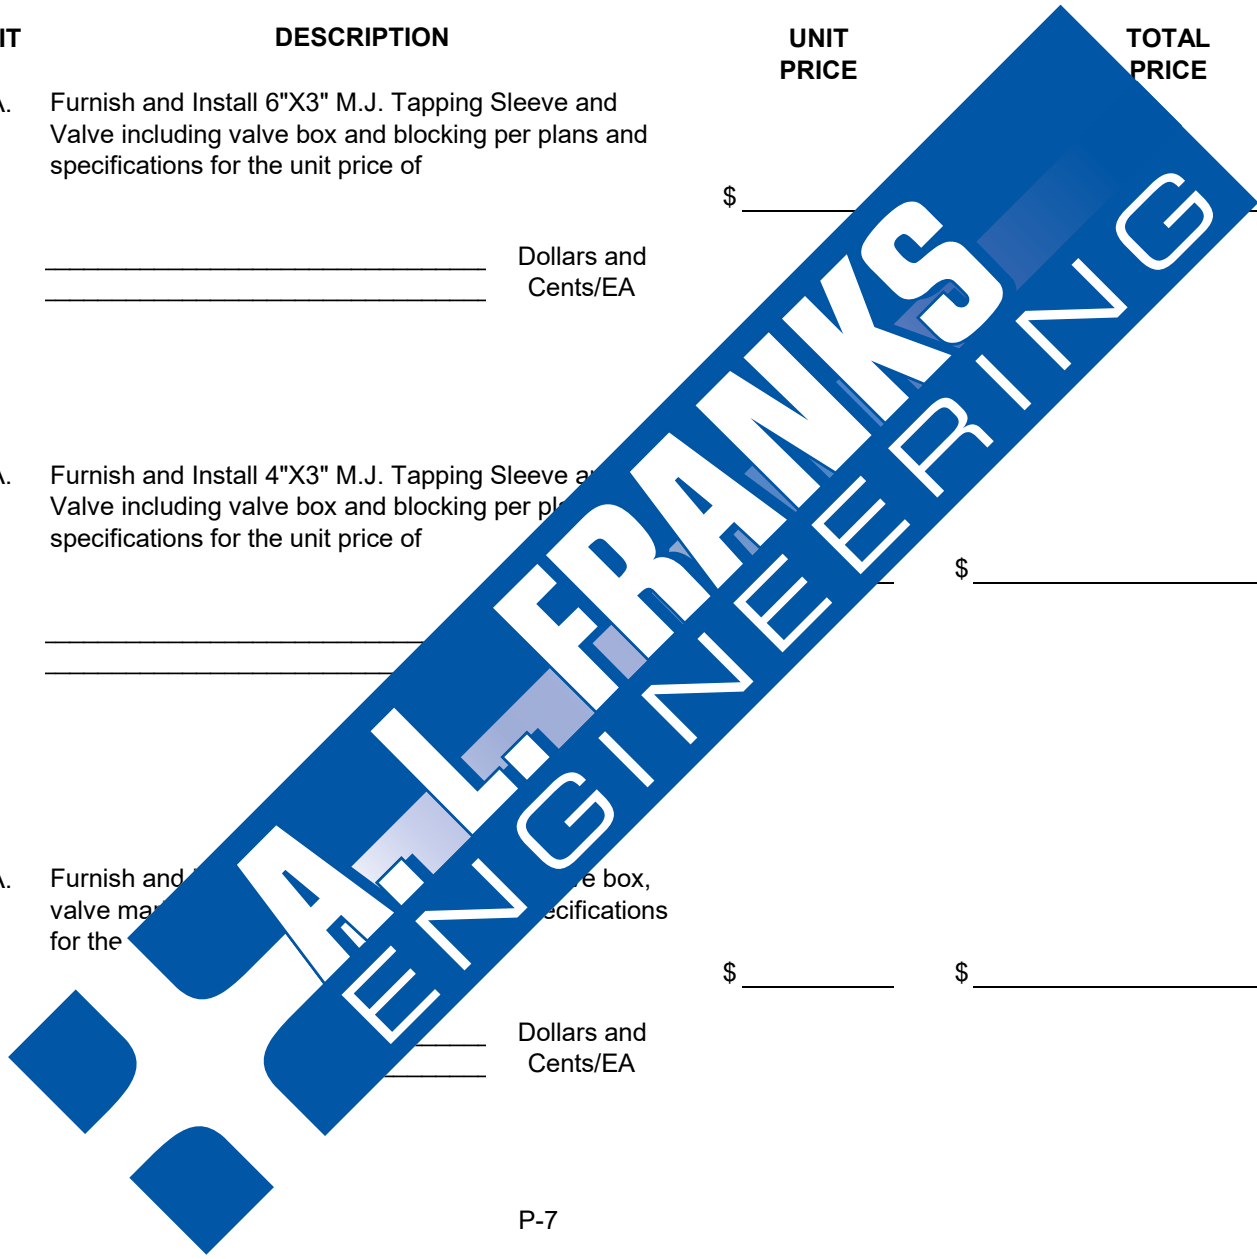 IT DESCRIPTION UNIT TOTAL
PRICE PRICE
A. Furnish and Install 6"X3" M.J. Tapping Sleeve and
Valve including valve box and blocking per plans and
specifications for the unit price of
$
Dollars and
Cents/EA
A. Furnish and Install 4"X3" M.J. Tapping Sleeve
Valve including valve box and blocking per
specifications for the unit price of
$
A. Furnish and box,
valve
for the
$ $
Dollars and
Cents/EA
P-7
A. L. FRANKS
ENGINEERING